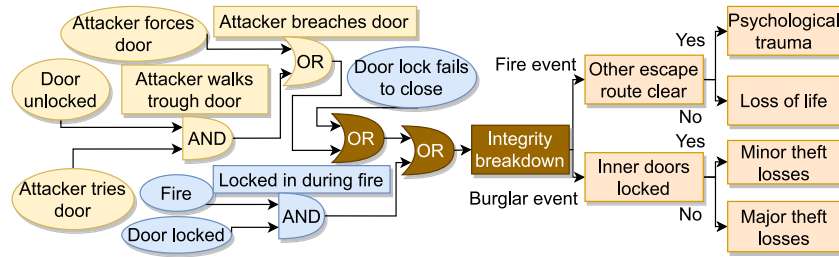 Attacker forces
door
Attacker breaches door
OR
Door
unlocked
Attacker walks
trough door
AND
Attacker tries
door
Door lock fails
to close
Fire
Locked in during fire
Door locked
AND
OR
OR
Integrity
breakdown
Fire event
Burglar event
Other escape
route clear
Yes
No
Psychological
trauma
Loss of life
Inner doors
locked
Yes
No
Minor theft
losses
Major theft
losses